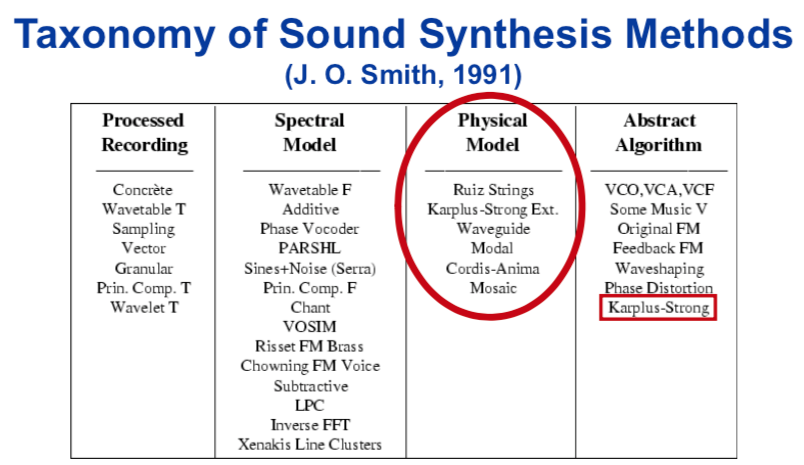 Taxonomy of Sound Synthesis Methods
(J. O. Smith, 1991)
Processed
Recording
Concrète
Wavetable T
Sampling
Vector
Granular
Prin. Comp. T
Wavelet T
Spectral
Model
Wavetable F
Additive
Phase Vocoder
PARSHL
Sines+Noise (Serra)
Prin. Comp. F
Chant
VOSIM
Risset FM Brass
Chowning FM Voice
Subtractive
LPC
Inverse FFT
Xenakis Line Clusters
Physical
Model
Ruiz Strings
Karplus-Strong Ext.
Waveguide
Modal
Cordis-Anima
Mosaic
Abstract
Algorithm
VCO,VCA,VCF
Some Music V
Original FM
Feedback FM
Waveshaping
Phase Distortion
Karplus-Strong